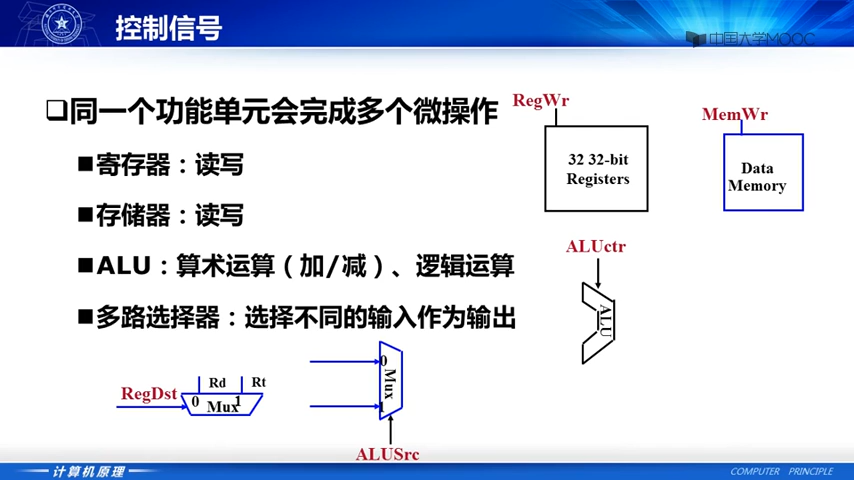 控制信号
中国大学MOOC
❑同一个功能单元会完成多个微操作
■寄存器：读写
■存储器：读写
■ALU：算术运算（加/减）、逻辑运算
■多路选择器：选择不同的输入作为输出
RegWr
32 32-bit
Registers
MemWr
Data
Memory
ALUctr
ALU
RegDst
Rd Rt
0 Mux 1
0
Mux
1
ALUSrc
计算机原理
COMPUTER PRINCIPLE